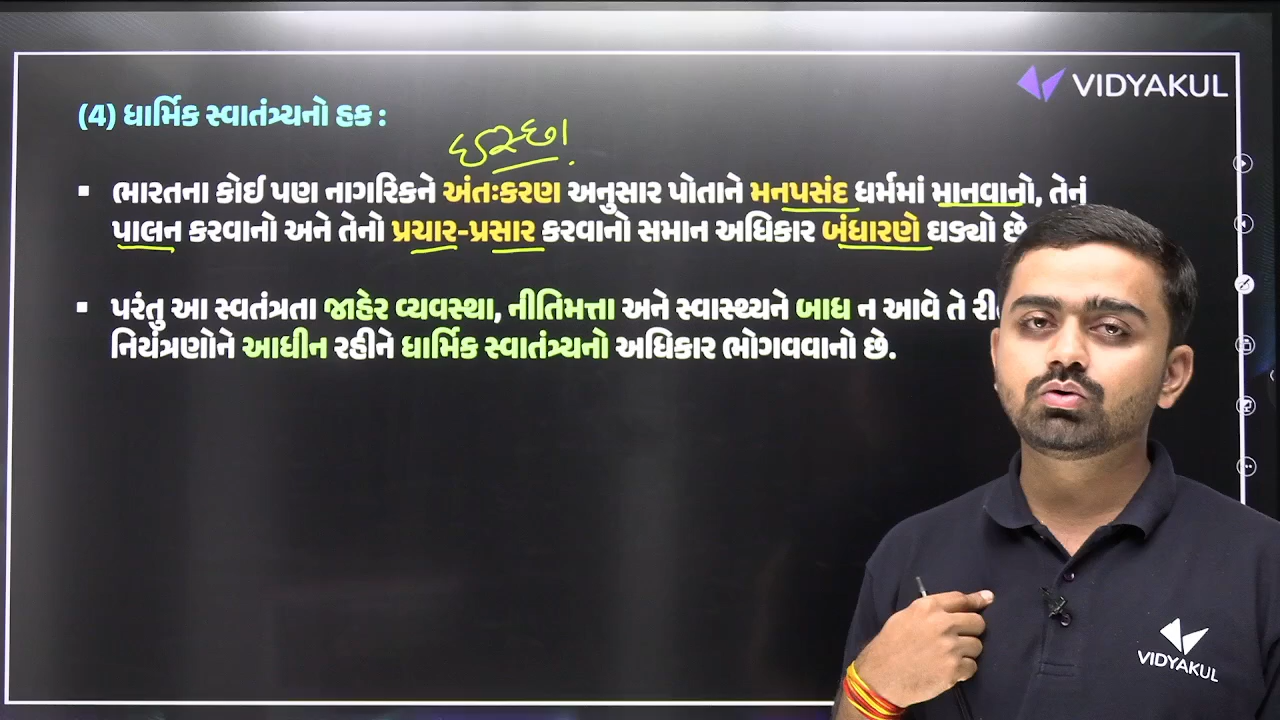 VIDYAKUL
(4) ધાર્મિક સ્વાતંત્ર્યનો હક :
ઇચ્છા
▪ ભારતના કોઈ પણ નાગરિકને અંતઃકરણ અનુસાર પોતાને મનપસંદ ધર્મમાં માનવાનો, તેનું
પાલન કરવાનો અને તેનો પ્રચાર-પ્રસાર કરવાનો સમાન અધિકાર બંધારણે ઘડ્યો છે
▪ પરંતુ આ સ્વતંત્રતા જાહેર વ્યવસ્થા, નીતિમત્તા અને સ્વાસ્થ્યને બાધ ન આવે તે
નિયંત્રણોને આધીન રહીને ધાર્મિક સ્વાતંત્ર્યનો અધિકાર ભોગવવાનો છે.
VIDYAKUL